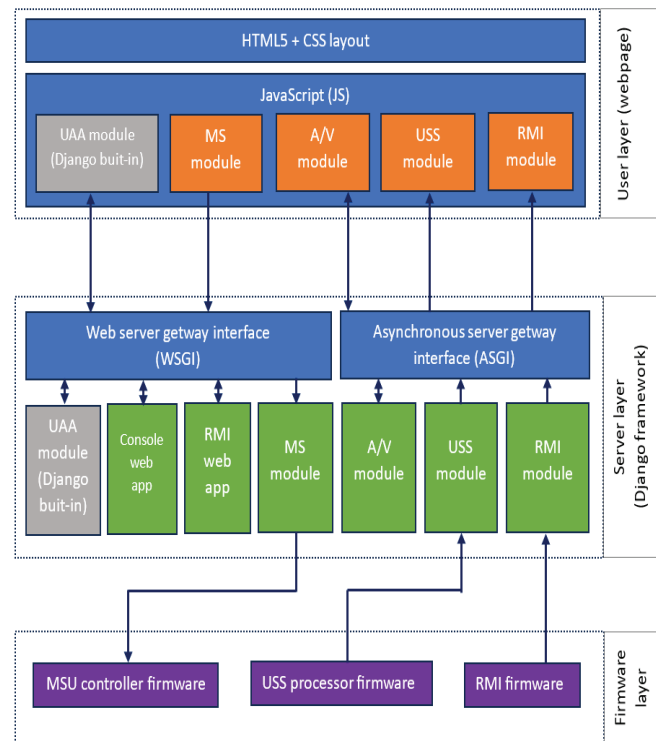 HTML5 + CSS layout
JavaScript (JS)
UAA module
(Django buit-in)
MS
module
A/V
module
USS
module
RMI
module
User layer (webpage)
Web server getway interface
(WSGI)
Asynchronous server getway
interface (ASGI)
UAA
module
(Django
buit-in)
Console
web
app
RMI
web
app
MS
module
A/V
module
USS
module
RMI
module
Server layer
(Django framework)
MSU controller firmware
USS processor firmware
RMI firmware
Firmware
layer